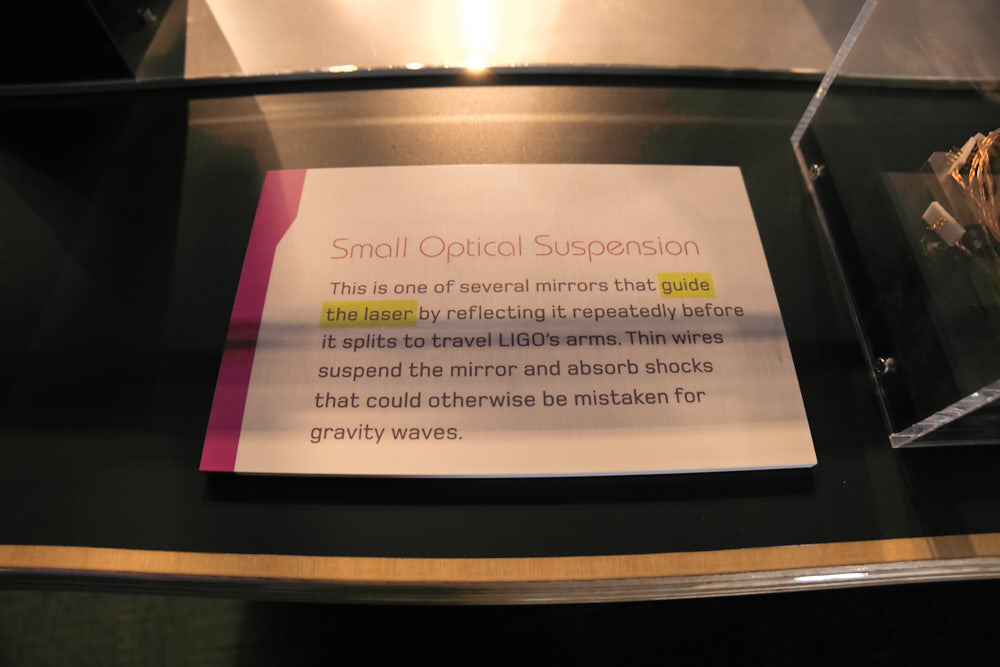 Small Optical Suspension
This is one of several mirrors that guide
the laser by reflecting it repeatedly before
it splits to travel LIGO's arms. Thin wires
suspend the mirror and absorb shocks
that could otherwise be mistaken for
gravity waves.